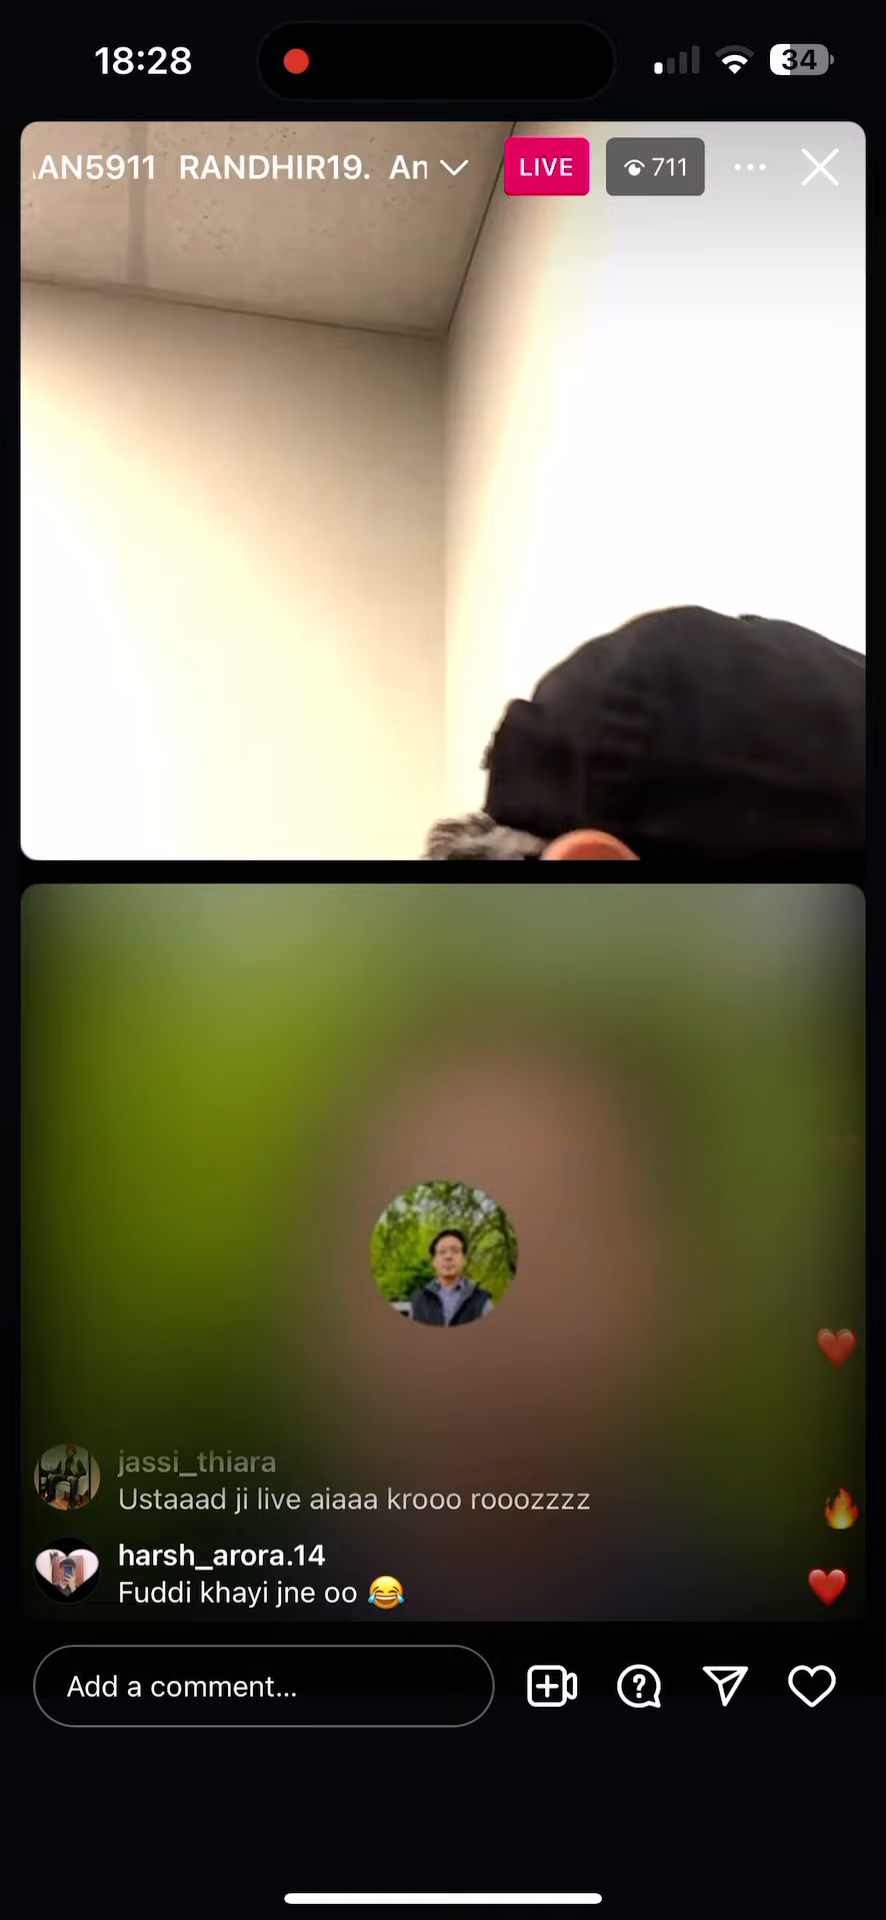 18:28
34
AN5911 RANDHIR19. An
LIVE
711
jassi_thiara
Ustaaad ji live aiaaa krooo rooozzzz
harsh_arora.14
Fuddi khayi jne oo 😂
Add a comment...